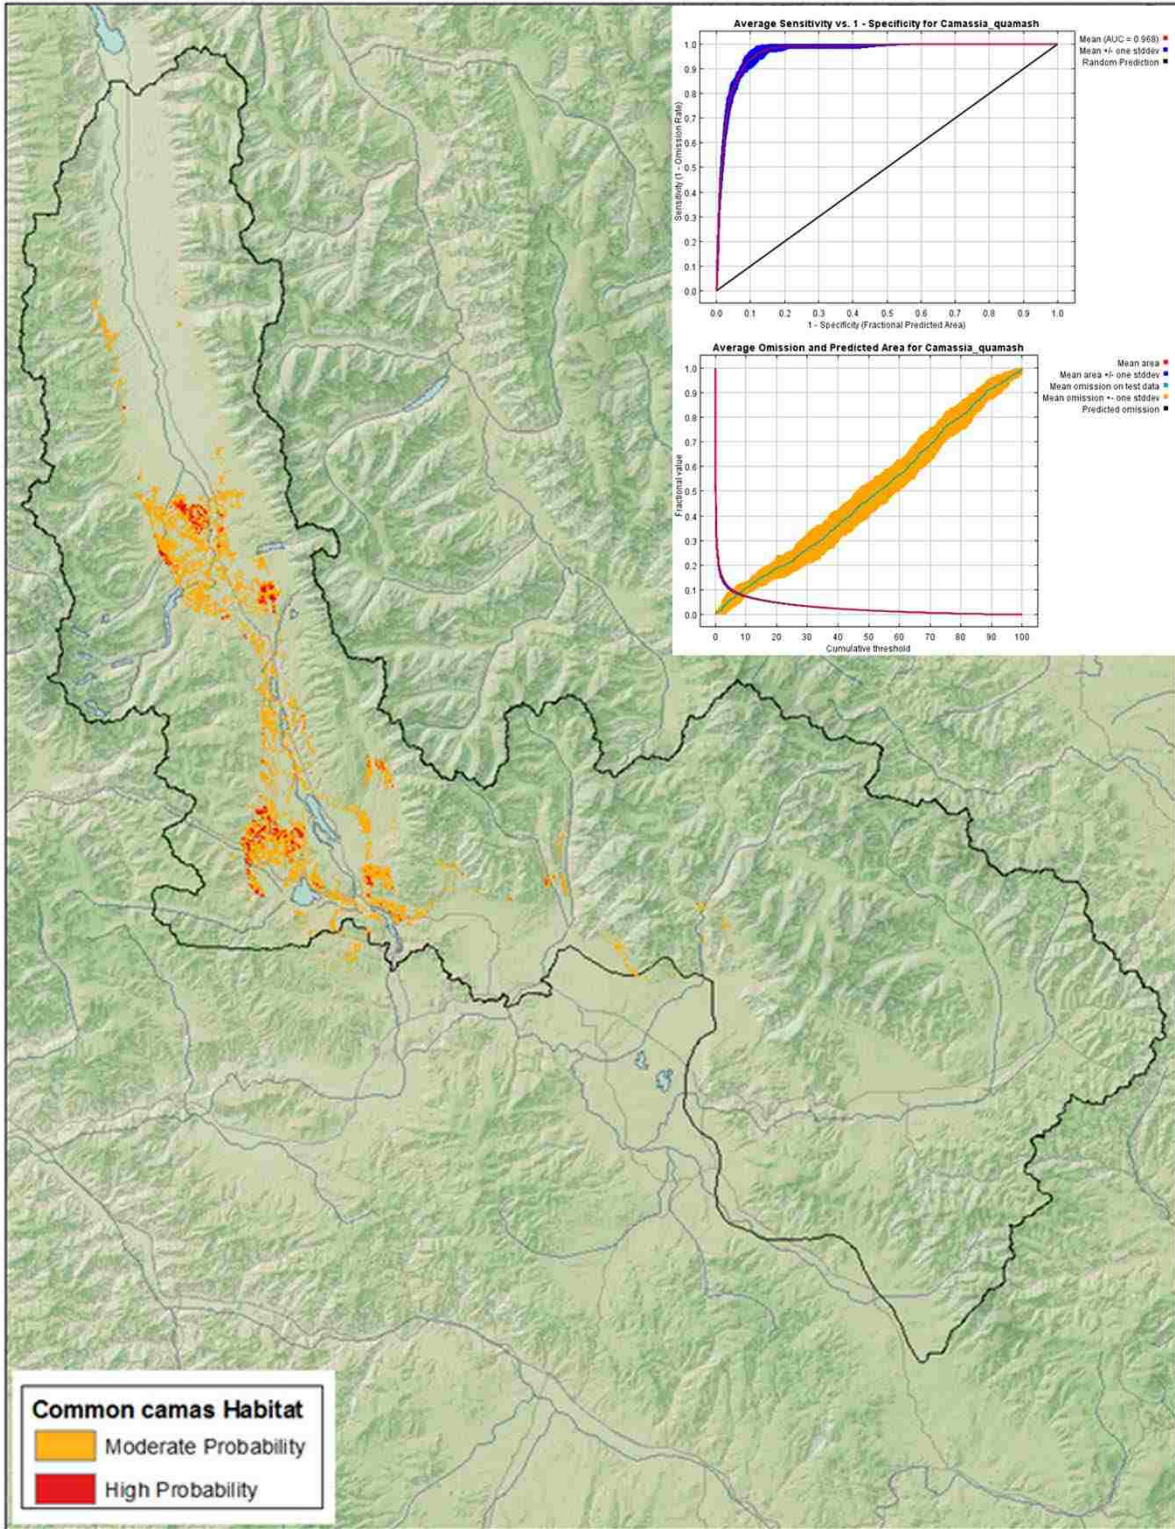 Average Sensitivity vs. 1 - Specificity for Camassia_quamash
Mean (AUC = 0.968)
Mean +/- one stddev
Random Prediction
Sensitivity (1 - Omission Rate)
1.0
0.9
0.8
0.7
0.6
0.5
0.4
0.3
0.2
0.1
0.0
0.0 0.1 0.2 0.3 0.4 0.5 0.6 0.7 0.8 0.9 1.0
1 - Specificity (Fractional Predicted Area)
Average Omission and Predicted Area for Camassia_quamash
Mean area
Mean area +/- one stddev
Mean omission on test data
Mean omission +- one stddev
Predicted omission
Fractional value
1.0
0.9
0.8
0.7
0.6
0.5
0.4
0.3
0.2
0.1
0.0
0 10 20 30 40 50 60 70 80 90 100
Cumulative threshold
Common camas Habitat
Moderate Probability
High Probability